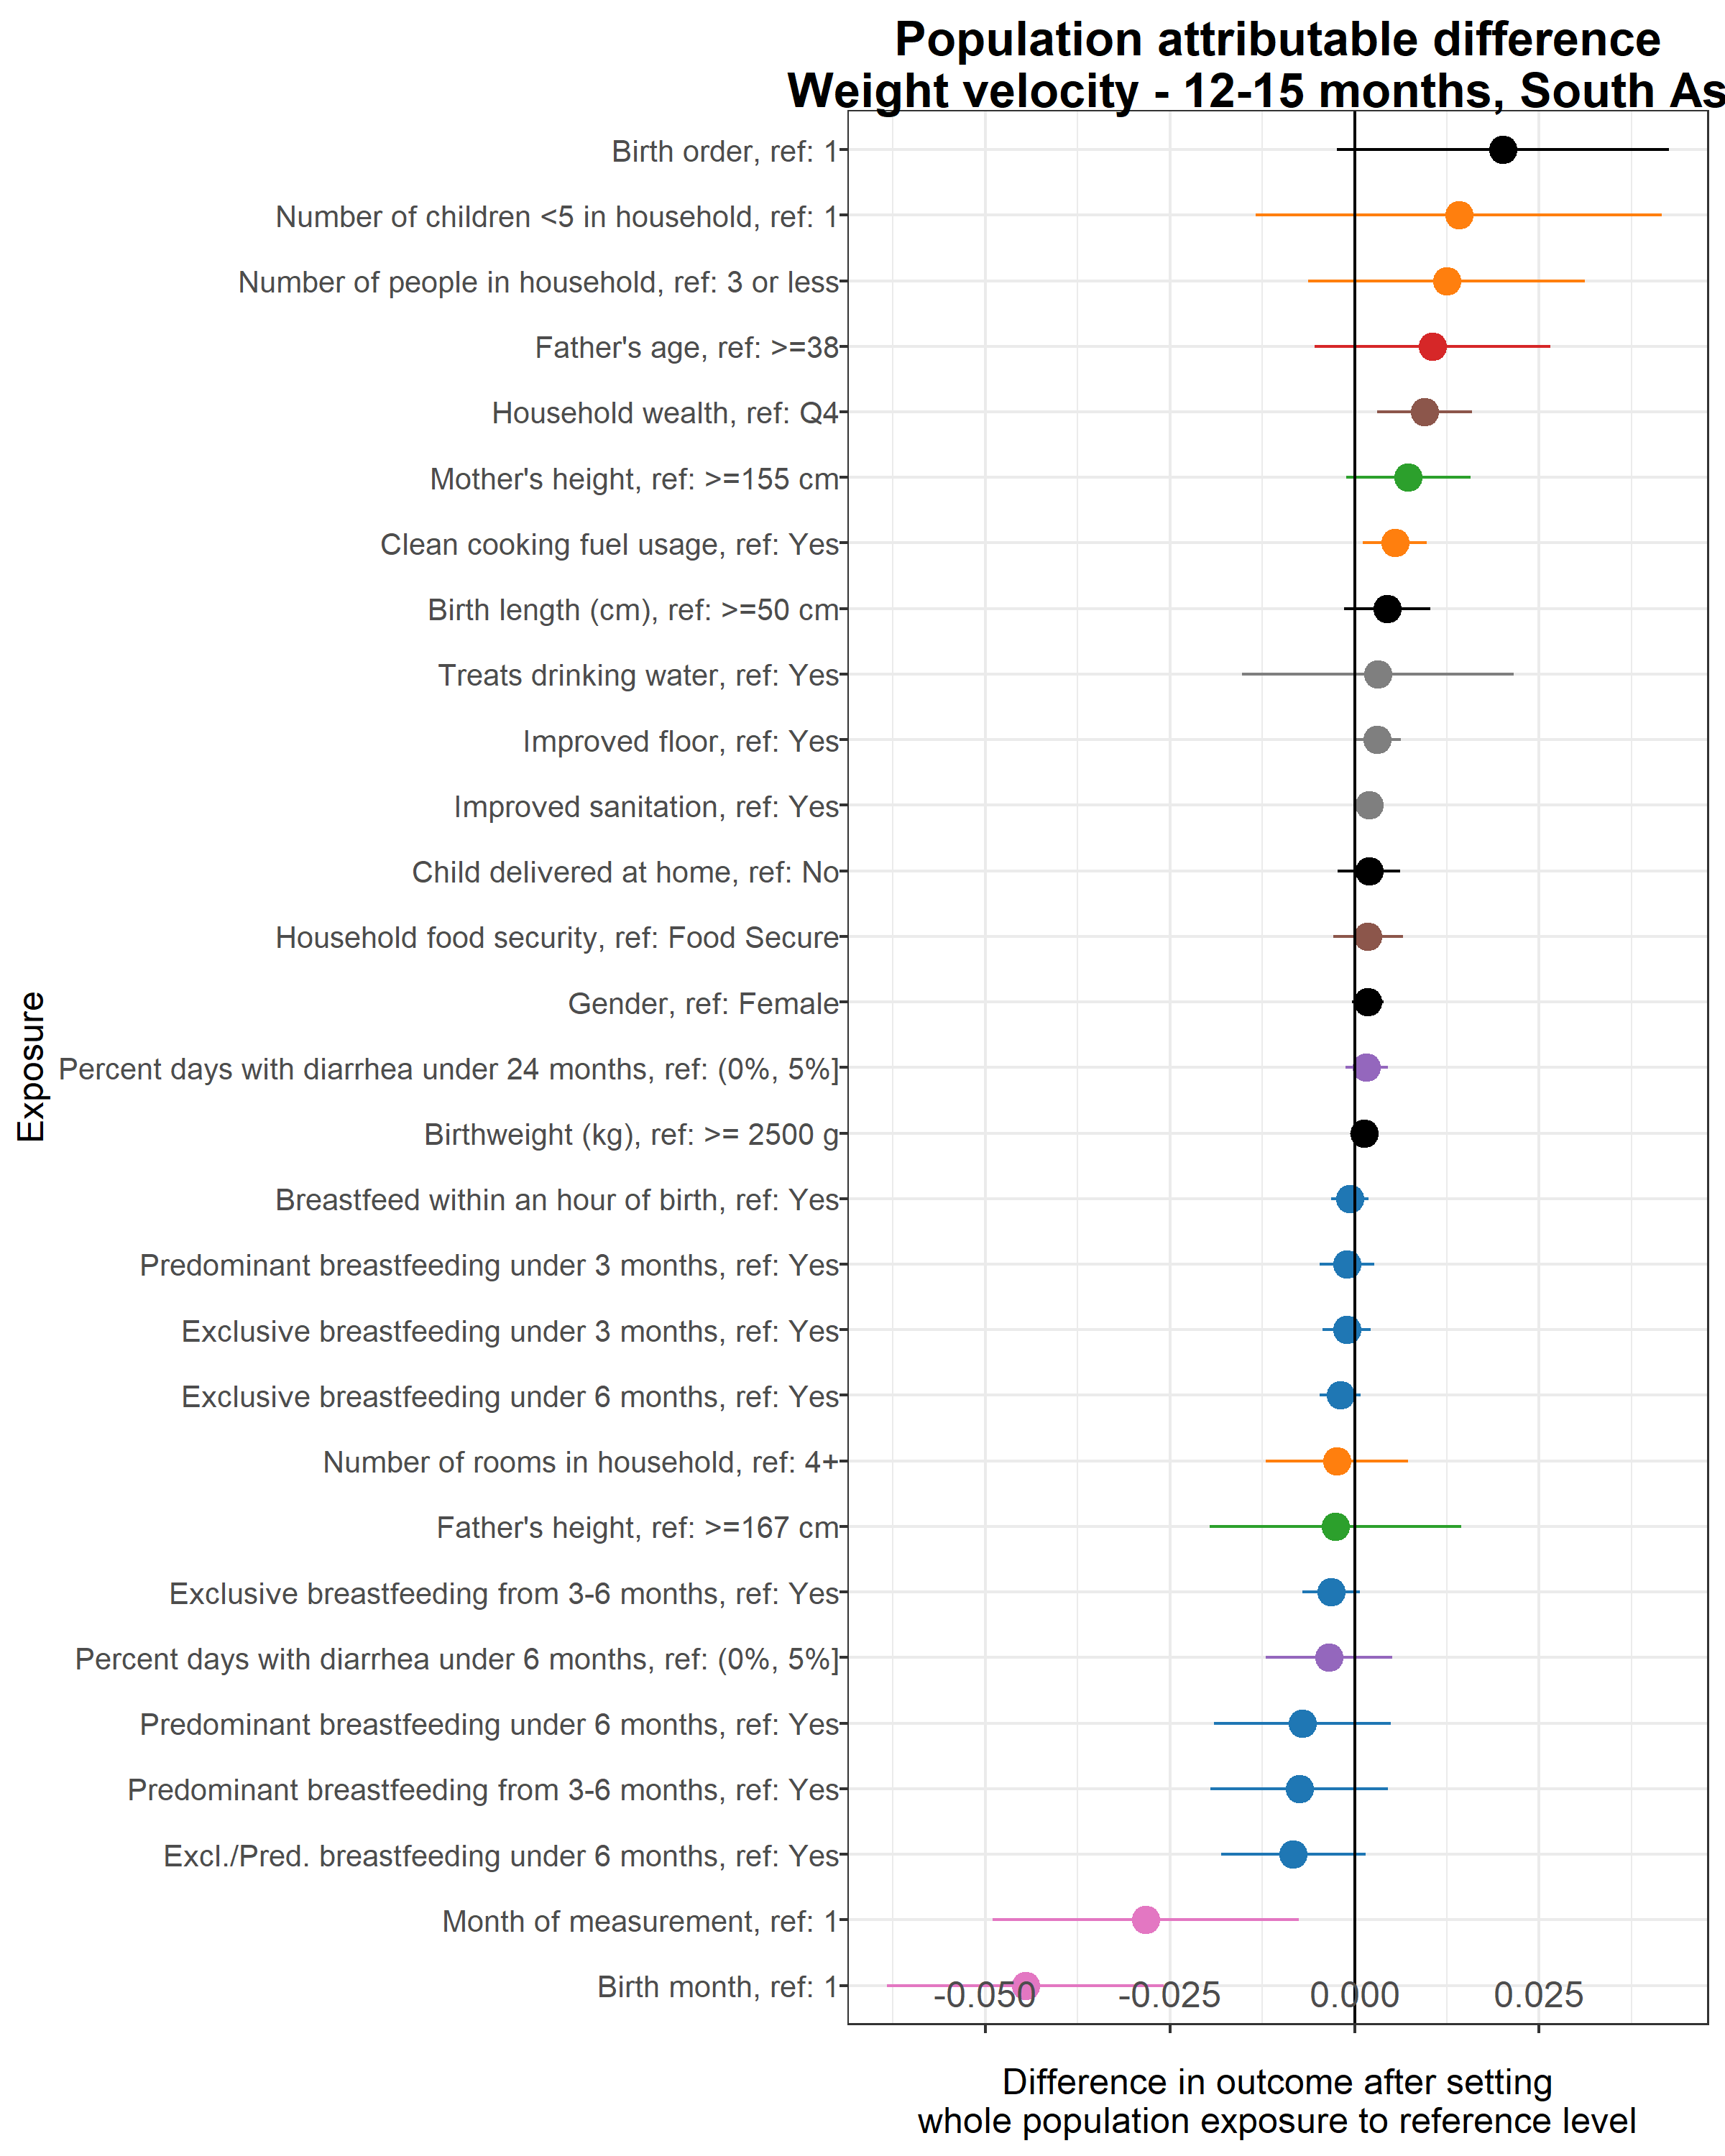 Population attributable difference
Weight velocity - 12-15 months, South As
Birth order, ref: 1
Number of children <5 in household, ref: 1
Number of people in household, ref: 3 or less
Father's age, ref: >=38
Household wealth, ref: Q4
Mother's height, ref: >=155 cm
Clean cooking fuel usage, ref: Yes
Birth length (cm), ref: >=50 cm
Treats drinking water, ref: Yes
Improved floor, ref: Yes
Improved sanitation, ref: Yes
Child delivered at home, ref: No
Household food security, ref: Food Secure
Gender, ref: Female
Percent days with diarrhea under 24 months, ref: (0%, 5%]
Birthweight (kg), ref: >= 2500 g
Breastfeed within an hour of birth, ref: Yes
Predominant breastfeeding under 3 months, ref: Yes
Exclusive breastfeeding under 3 months, ref: Yes
Exclusive breastfeeding under 6 months, ref: Yes
Number of rooms in household, ref: 4+
Father's height, ref: >=167 cm
Exclusive breastfeeding from 3-6 months, ref: Yes
Percent days with diarrhea under 6 months, ref: (0%, 5%]
Predominant breastfeeding under 6 months, ref: Yes
Predominant breastfeeding from 3-6 months, ref: Yes
Excl./Pred. breastfeeding under 6 months, ref: Yes
Month of measurement, ref: 1
Birth month, ref: 1
Exposure
-0.050 -0.025 0.000 0.025
Difference in outcome after setting
whole population exposure to reference level